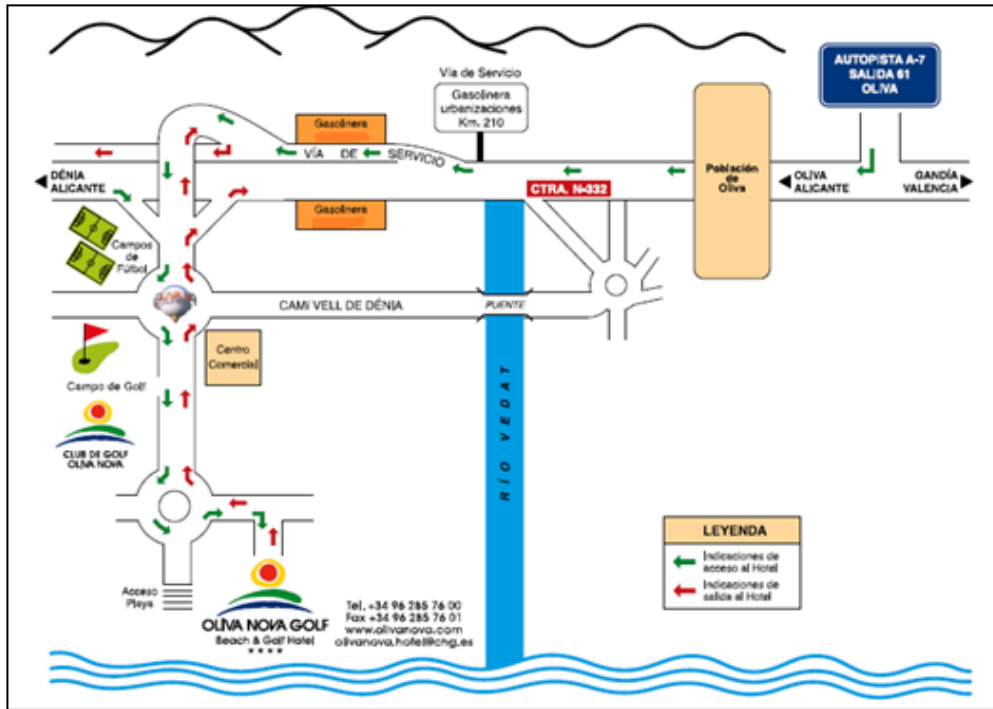 AUTOPISTA A-7
SALIDA 61
OLIVA
Vía de Servicio
Gasolinera
urbanizaciones
Km. 210
Gasolinera
VÍA DE SERVICIO
DÉNIA
ALICANTE
CTRA. N-332
Población
de
Oliva
OLIVA
ALICANTE
GANDÍA
VALENCIA
Gasolinera
Campos
de
Fútbol
CAMI VELL DE DÉNIA
PUENTE
Centro
Comercial
Campo de Golf
CLUB DE GOLF
OLIVA NOVA
RÍO VEDAT
LEYENDA
Indicaciones de
acceso al Hotel
Indicaciones de
salida al Hotel
Acceso
Playa
OLIVA NOVA GOLF
Beach & Golf Hotel
★★★★
Tel. +34 96 285 76 00
Fax +34 96 285 76 01
www.olivanova.com
olivanova.hotel@chg.es